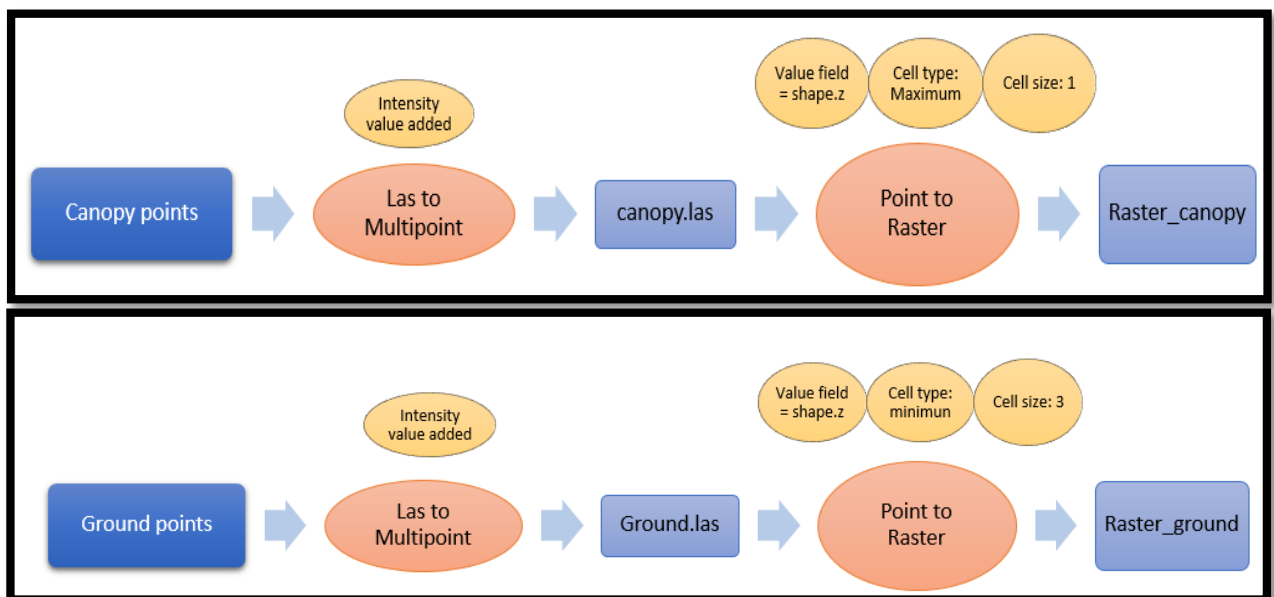 Intensity
value added
Value field
= shape.z
Cell type:
Maximum
Cell size: 1
Canopy points
Las to
Multipoint
canopy.las
Point to
Raster
Raster_canopy
Intensity
value added
Value field
= shape.z
Cell type:
minimun
Cell size: 3
Ground points
Las to
Multipoint
Ground.las
Point to
Raster
Raster_ground